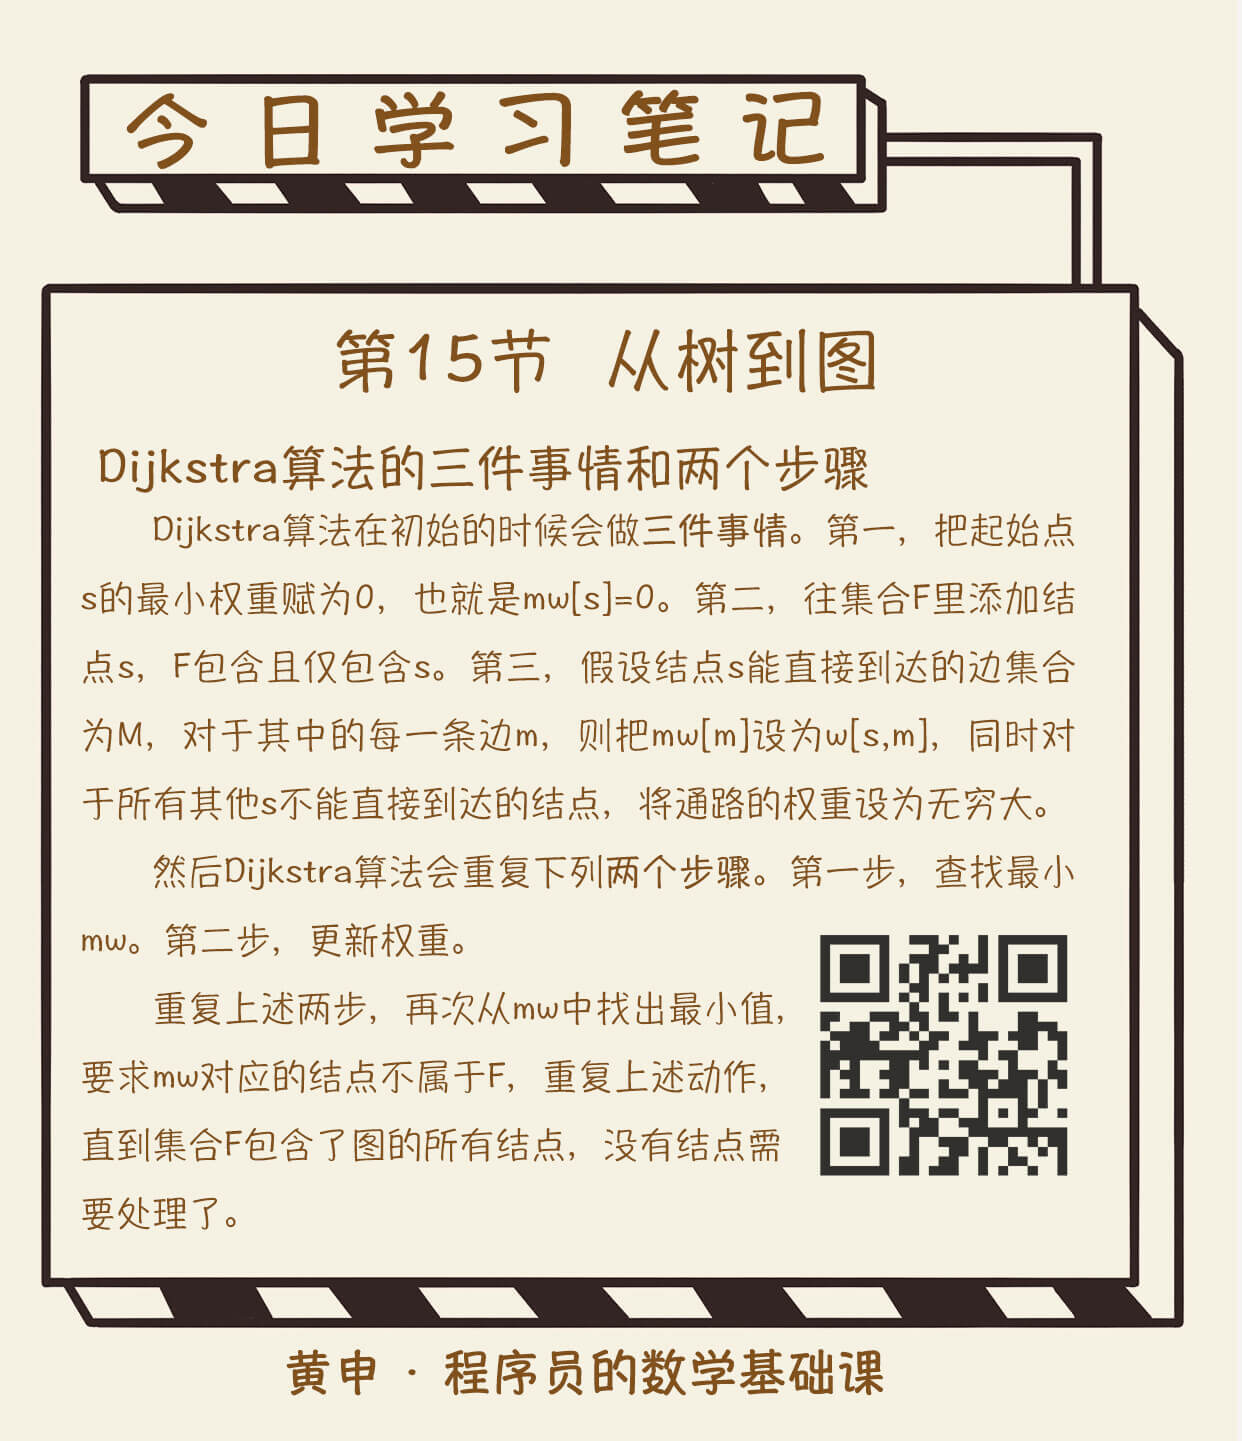 今日学习笔记
第15节 从树到图
Dijkstra算法的三件事情和两个步骤
Dijkstra算法在初始的时候会做三件事情。第一，把起始点
s的最小权重赋为0，也就是mw[s]=0。第二，往集合F里添加结
点s，F包含且仅包含s。第三，假设结点s能直接到达的边集合
为M，对于其中的每一条边m，则把mw[m]设为w[s,m]，同时对
于所有其他s不能直接到达的结点，将通路的权重设为无穷大。
然后Dijkstra算法会重复下列两个步骤。第一步，查找最小
mw。第二步，更新权重。
重复上述两步，再次从mw中找出最小值，
要求mw对应的结点不属于F，重复上述动作，
直到集合F包含了图的所有结点，没有结点需
要处理了。
黄申 · 程序员的数学基础课